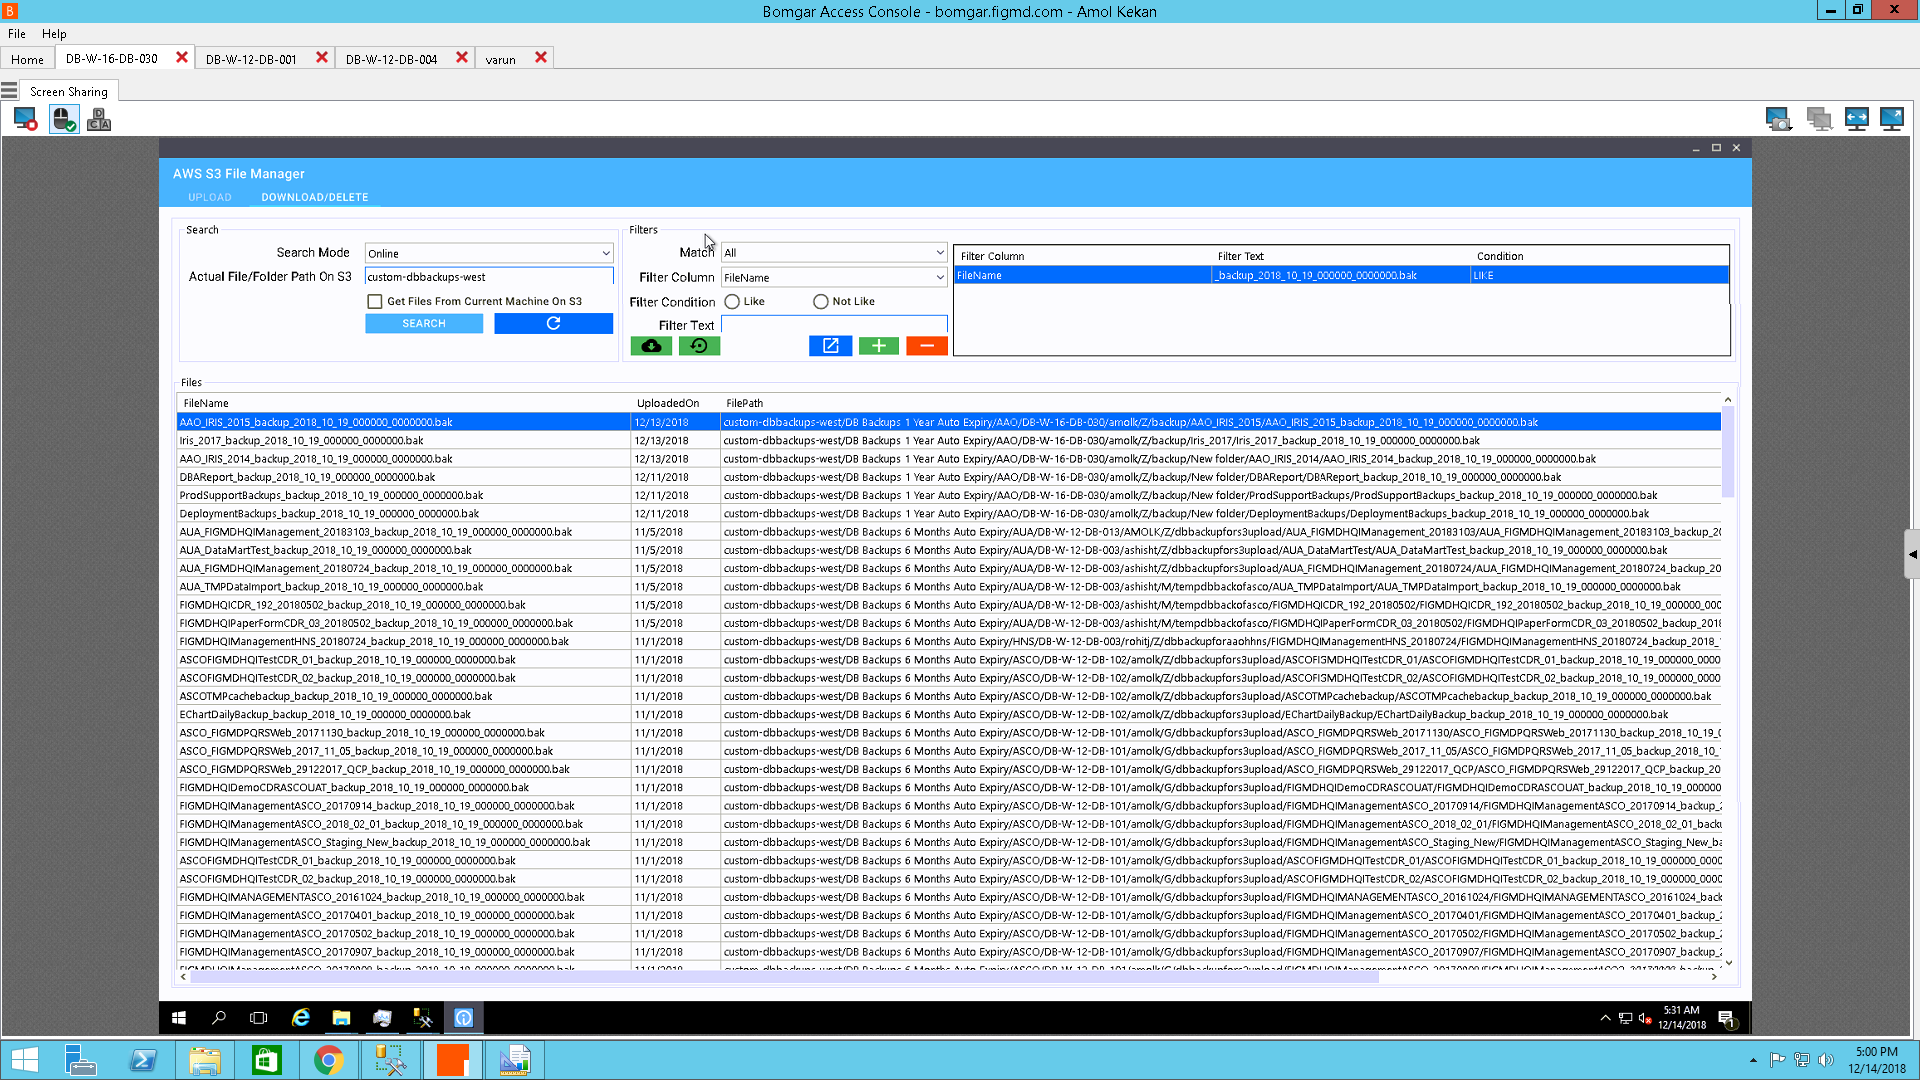 Bomgar Access Console - bomgar.figmd.com - Amol Kekan
File Help
Home DB-W-16-DB-030 DB-W-12-DB-001 DB-W-12-DB-004 varun
Screen Sharing
AWS S3 File Manager
UPLOAD DOWNLOAD/DELETE
Search
Search Mode Online
Actual File/Folder Path On S3 custom-dbbackups-west
Get Files From Current Machine On S3
SEARCH
Filters
Match All
Filter Column FileName
Filter Condition Like Not Like
Filter Text
Filter Column Filter Text Condition
FileName _backup_2018_10_19_000000_0000000.bak LIKE
Files
FileName UploadedOn FilePath
AAO_IRIS_2015_backup_2018_10_19_000000_0000000.bak 12/13/2018 custom-dbbackups-west/DB Backups 1 Year Auto Expiry/AAO/DB-W-16-DB-030/amolk/Z/backup/AAO_IRIS_2015/AAO_IRIS_2015_backup_2018_10_19_000000_0000000.bak
Iris_2017_backup_2018_10_19_000000_0000000.bak 12/13/2018 custom-dbbackups-west/DB Backups 1 Year Auto Expiry/AAO/DB-W-16-DB-030/amolk/Z/backup/Iris_2017/Iris_2017_backup_2018_10_19_000000_0000000.bak
AAO_IRIS_2014_backup_2018_10_19_000000_0000000.bak 12/13/2018 custom-dbbackups-west/DB Backups 1 Year Auto Expiry/AAO/DB-W-16-DB-030/amolk/Z/backup/New folder/AAO_IRIS_2014/AAO_IRIS_2014_backup_2018_10_19_000000_0000000.bak
DBAReport_backup_2018_10_19_000000_0000000.bak 12/11/2018 custom-dbbackups-west/DB Backups 1 Year Auto Expiry/AAO/DB-W-16-DB-030/amolk/Z/backup/New folder/DBAReport/DBAReport_backup_2018_10_19_000000_0000000.bak
ProdSupportBackups_backup_2018_10_19_000000_0000000.bak 12/11/2018 custom-dbbackups-west/DB Backups 1 Year Auto Expiry/AAO/DB-W-16-DB-030/amolk/Z/backup/New folder/ProdSupportBackups/ProdSupportBackups_backup_2018_10_19_000000_0000000.bak
DeploymentBackups_backup_2018_10_19_000000_0000000.bak 12/11/2018 custom-dbbackups-west/DB Backups 1 Year Auto Expiry/AAO/DB-W-16-DB-030/amolk/Z/backup/New folder/DeploymentBackups/DeploymentBackups_backup_2018_10_19_000000_0000000.bak
AUA_FIGMDHQIManagement_20183103_backup_2018_10_19_000000_0000000.bak 11/5/2018 custom-dbbackups-west/DB Backups 6 Months Auto Expiry/AUA/DB-W-12-DB-013/AMOLK/Z/dbbackupfors3upload/AUA_FIGMDHQIManagement_20183103/AUA_FIGMDHQIManagement_20183103_backup_20
AUA_DataMartTest_backup_2018_10_19_000000_0000000.bak 11/5/2018 custom-dbbackups-west/DB Backups 6 Months Auto Expiry/AUA/DB-W-12-DB-003/ashisht/Z/dbbackupfors3upload/AUA_DataMartTest/AUA_DataMartTest_backup_2018_10_19_000000_0000000.bak
AUA_FIGMDHQIManagement_20180724_backup_2018_10_19_000000_0000000.bak 11/5/2018 custom-dbbackups-west/DB Backups 6 Months Auto Expiry/AUA/DB-W-12-DB-003/ashisht/Z/dbbackupfors3upload/AUA_FIGMDHQIManagement_20180724/AUA_FIGMDHQIManagement_20180724_backup_20
AUA_TMPDataImport_backup_2018_10_19_000000_0000000.bak 11/5/2018 custom-dbbackups-west/DB Backups 6 Months Auto Expiry/AUA/DB-W-12-DB-003/ashisht/M/tempdbbackofasco/AUA_TMPDataImport/AUA_TMPDataImport_backup_2018_10_19_000000_0000000.bak
FIGMDHQICDR_192_20180502_backup_2018_10_19_000000_0000000.bak 11/5/2018 custom-dbbackups-west/DB Backups 6 Months Auto Expiry/AUA/DB-W-12-DB-003/ashisht/M/tempdbbackofasco/FIGMDHQICDR_192_20180502/FIGMDHQICDR_192_20180502_backup_2018_10_19_000000_000
FIGMDHQIPaperFormCDR_03_20180502_backup_2018_10_19_000000_0000000.bak 11/5/2018 custom-dbbackups-west/DB Backups 6 Months Auto Expiry/AUA/DB-W-12-DB-003/ashisht/M/tempdbbackofasco/FIGMDHQIPaperFormCDR_03_20180502/FIGMDHQIPaperFormCDR_03_20180502_backup_2018
FIGMDHQIManagementHNS_20180724_backup_2018_10_19_000000_0000000.bak 11/1/2018 custom-dbbackups-west/DB Backups 6 Months Auto Expiry/HNS/DB-W-12-DB-003/rohitj/Z/dbbackupforaaohhns/FIGMDHQIManagementHNS_20180724/FIGMDHQIManagementHNS_20180724_backup_2018_
ASCOFIGMDHQITestCDR_01_backup_2018_10_19_000000_0000000.bak 11/1/2018 custom-dbbackups-west/DB Backups 6 Months Auto Expiry/ASCO/DB-W-12-DB-102/amolk/Z/dbbackupfors3upload/ASCOFIGMDHQITestCDR_01/ASCOFIGMDHQITestCDR_01_backup_2018_10_19_000000_0000
ASCOFIGMDHQITestCDR_02_backup_2018_10_19_000000_0000000.bak 11/1/2018 custom-dbbackups-west/DB Backups 6 Months Auto Expiry/ASCO/DB-W-12-DB-102/amolk/Z/dbbackupfors3upload/ASCOFIGMDHQITestCDR_02/ASCOFIGMDHQITestCDR_02_backup_2018_10_19_000000_0000
ASCOTMPcachebackup_backup_2018_10_19_000000_0000000.bak 11/1/2018 custom-dbbackups-west/DB Backups 6 Months Auto Expiry/ASCO/DB-W-12-DB-102/amolk/Z/dbbackupfors3upload/ASCOTMPcachebackup/ASCOTMPcachebackup_backup_2018_10_19_000000_0000000.bak
EChartDailyBackup_backup_2018_10_19_000000_0000000.bak 11/1/2018 custom-dbbackups-west/DB Backups 6 Months Auto Expiry/ASCO/DB-W-12-DB-102/amolk/Z/dbbackupfors3upload/EChartDailyBackup/EChartDailyBackup_backup_2018_10_19_000000_0000000.bak
ASCO_FIGMDPQRSWeb_20171130_backup_2018_10_19_000000_0000000.bak 11/1/2018 custom-dbbackups-west/DB Backups 6 Months Auto Expiry/ASCO/DB-W-12-DB-101/amolk/G/dbbackupfors3upload/ASCO_FIGMDPQRSWeb_20171130/ASCO_FIGMDPQRSWeb_20171130_backup_2018_10_19_0
ASCO_FIGMDPQRSWeb_2017_11_05_backup_2018_10_19_000000_0000000.bak 11/1/2018 custom-dbbackups-west/DB Backups 6 Months Auto Expiry/ASCO/DB-W-12-DB-101/amolk/G/dbbackupfors3upload/ASCO_FIGMDPQRSWeb_2017_11_05/ASCO_FIGMDPQRSWeb_2017_11_05_backup_2018_10_
ASCO_FIGMDPQRSWeb_29122017_QCP_backup_2018_10_19_000000_0000000.bak 11/1/2018 custom-dbbackups-west/DB Backups 6 Months Auto Expiry/ASCO/DB-W-12-DB-101/amolk/G/dbbackupfors3upload/ASCO_FIGMDPQRSWeb_29122017_QCP/ASCO_FIGMDPQRSWeb_29122017_QCP_backup_20
FIGMDHQIDemoCDRASCOUAT_backup_2018_10_19_000000_0000000.bak 11/1/2018 custom-dbbackups-west/DB Backups 6 Months Auto Expiry/ASCO/DB-W-12-DB-101/amolk/G/dbbackupfors3upload/FIGMDHQIDemoCDRASCOUAT/FIGMDHQIDemoCDRASCOUAT_backup_2018_10_19_000000_000
FIGMDHQIManagementASCO_20170914_backup_2018_10_19_000000_0000000.bak 11/1/2018 custom-dbbackups-west/DB Backups 6 Months Auto Expiry/ASCO/DB-W-12-DB-101/amolk/G/dbbackupfors3upload/FIGMDHQIManagementASCO_20170914/FIGMDHQIManagementASCO_20170914_backup_2
FIGMDHQIManagementASCO_2018_02_01_backup_2018_10_19_000000_0000000.bak 11/1/2018 custom-dbbackups-west/DB Backups 6 Months Auto Expiry/ASCO/DB-W-12-DB-101/amolk/G/dbbackupfors3upload/FIGMDHQIManagementASCO_2018_02_01/FIGMDHQIManagementASCO_2018_02_01_backu
FIGMDHQIManagementASCO_Staging_New_backup_2018_10_19_000000_0000000.bak 11/1/2018 custom-dbbackups-west/DB Backups 6 Months Auto Expiry/ASCO/DB-W-12-DB-101/amolk/G/dbbackupfors3upload/FIGMDHQIManagementASCO_Staging_New/FIGMDHQIManagementASCO_Staging_New_ba
ASCOFIGMDHQITestCDR_01_backup_2018_10_19_000000_0000000.bak 11/1/2018 custom-dbbackups-west/DB Backups 6 Months Auto Expiry/ASCO/DB-W-12-DB-101/amolk/G/dbbackupfors3upload/ASCOFIGMDHQITestCDR_01/ASCOFIGMDHQITestCDR_01_backup_2018_10_19_000000_0000
ASCOFIGMDHQITestCDR_02_backup_2018_10_19_000000_0000000.bak 11/1/2018 custom-dbbackups-west/DB Backups 6 Months Auto Expiry/ASCO/DB-W-12-DB-101/amolk/G/dbbackupfors3upload/ASCOFIGMDHQITestCDR_02/ASCOFIGMDHQITestCDR_02_backup_2018_10_19_000000_0000
FIGMDHQIMANAGEMENTASCO_20161024_backup_2018_10_19_000000_0000000.bak 11/1/2018 custom-dbbackups-west/DB Backups 6 Months Auto Expiry/ASCO/DB-W-12-DB-101/amolk/G/dbbackupfors3upload/FIGMDHQIMANAGEMENTASCO_20161024/FIGMDHQIMANAGEMENTASCO_20161024_back
FIGMDHQIManagementASCO_20170401_backup_2018_10_19_000000_0000000.bak 11/1/2018 custom-dbbackups-west/DB Backups 6 Months Auto Expiry/ASCO/DB-W-12-DB-101/amolk/G/dbbackupfors3upload/FIGMDHQIManagementASCO_20170401/FIGMDHQIManagementASCO_20170401_backup_2
FIGMDHQIManagementASCO_20170502_backup_2018_10_19_000000_0000000.bak 11/1/2018 custom-dbbackups-west/DB Backups 6 Months Auto Expiry/ASCO/DB-W-12-DB-101/amolk/G/dbbackupfors3upload/FIGMDHQIManagementASCO_20170502/FIGMDHQIManagementASCO_20170502_backup_2
FIGMDHQIManagementASCO_20170907_backup_2018_10_19_000000_0000000.bak 11/1/2018 custom-dbbackups-west/DB Backups 6 Months Auto Expiry/ASCO/DB-W-12-DB-101/amolk/G/dbbackupfors3upload/FIGMDHQIManagementASCO_20170907/FIGMDHQIManagementASCO_20170907_backup_2
5:31 AM
12/14/2018
5:00 PM
12/14/2018